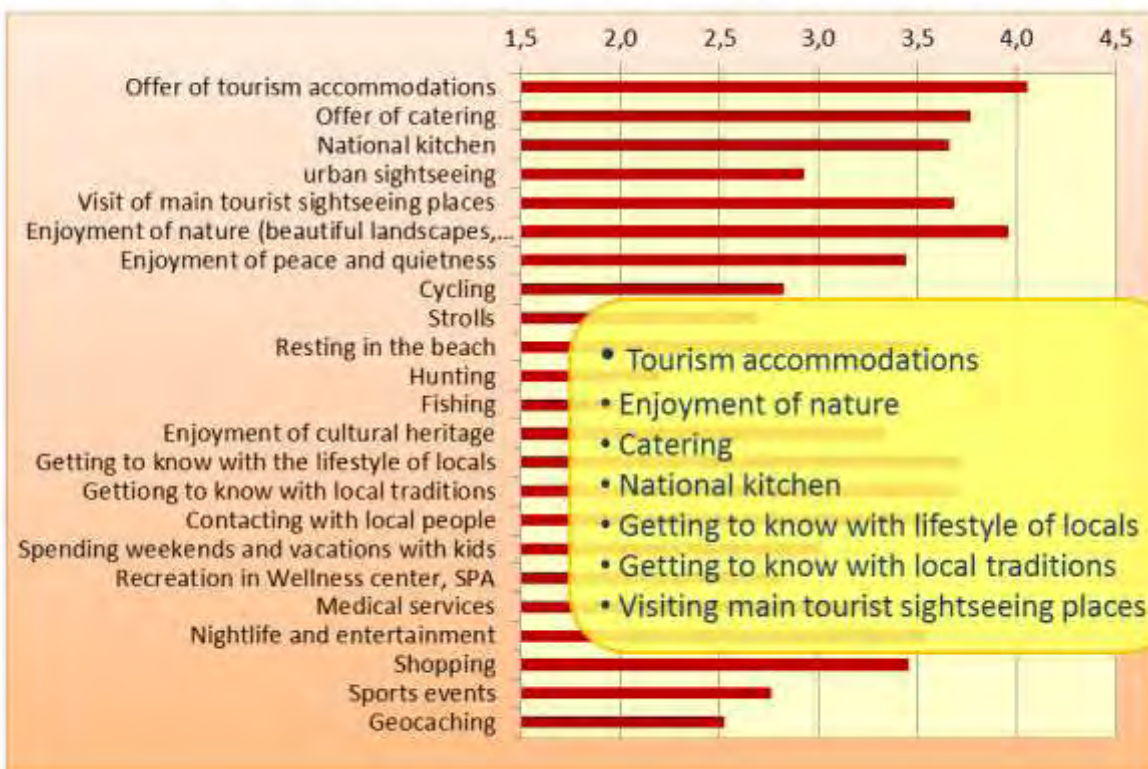 1,5 2,0 2,5 3,0 3,5 4,0 4,5
Offer of tourism accommodations
Offer of catering
National kitchen
urban sightseeing
Visit of main tourist sightseeing places
Enjoyment of nature (beautiful landscapes,...
Enjoyment of peace and quietness
Cycling
Strolls
Resting in the beach
Hunting
Fishing
Enjoyment of cultural heritage
Getting to know with the lifestyle of locals
Gettiong to know with local traditions
Contacting with local people
Spending weekends and vacations with kids
Recreation in Wellness center, SPA
Medical services
Nightlife and entertainment
Shopping
Sports events
Geocaching
• Tourism accommodations
• Enjoyment of nature
• Catering
• National kitchen
• Getting to know with lifestyle of locals
• Getting to know with local traditions
• Visiting main tourist sightseeing places